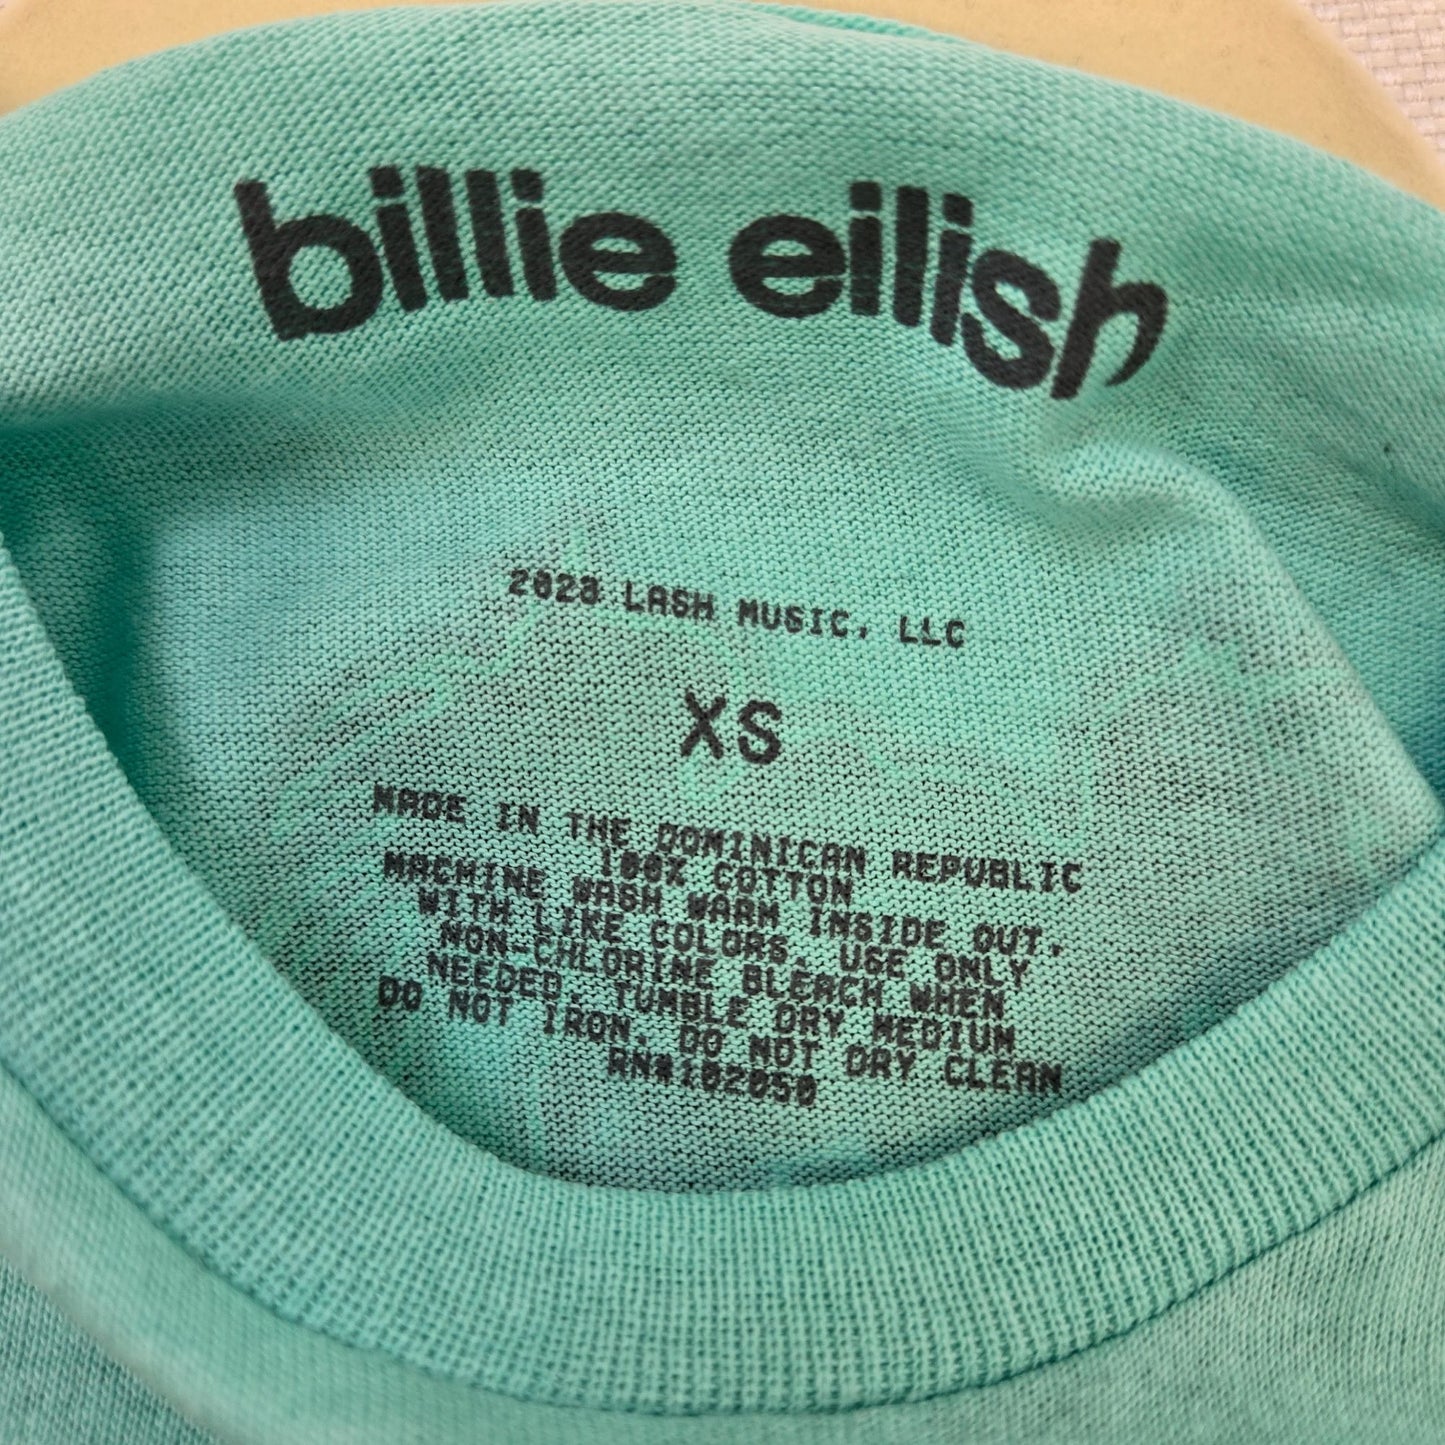 billie eilish
2020 LASH MUSIC, LLC
XS
MADE IN THE DOMINICAN REPUBLIC
100% COTTON
MACHINE WASH WARM INSIDE OUT,
WITH LIKE COLORS, USE ONLY
NON-CHLORINE BLEACH WHEN
NEEDED, TUMBLE DRY MEDIUM
DO NOT IRON, DO NOT DRY CLEAN
RN#102050